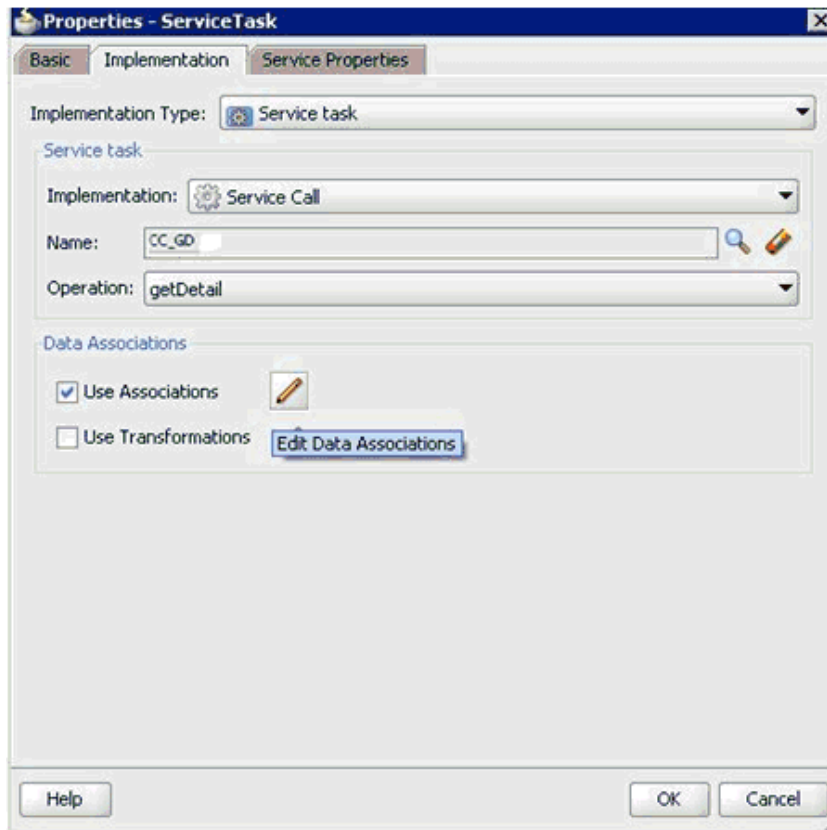 Properties - ServiceTask
Basic Implementation Service Properties
Implementation Type: Service task
Service task
Implementation: Service Call
Name: CC_GD
Operation: getDetail
Data Associations
Use Associations
Use Transformations
Edit Data Associations
Help OK Cancel